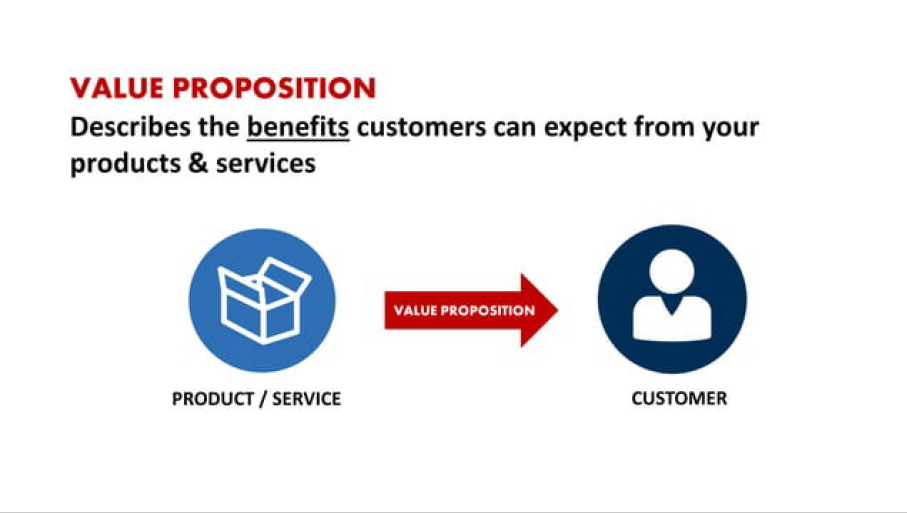 VALUE PROPOSITION
Describes the benefits customers can expect from your
products & services
VALUE PROPOSITION
PRODUCT / SERVICE
CUSTOMER